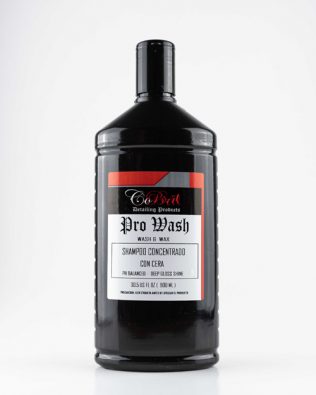 Detailing Products
Pro Wash
WASH & WAX
SHAMPOO CONCENTRADO
CON CERA
PH BALANCED DEEP GLOSS SHINE
30.5 US FL OZ ( 900 ML )